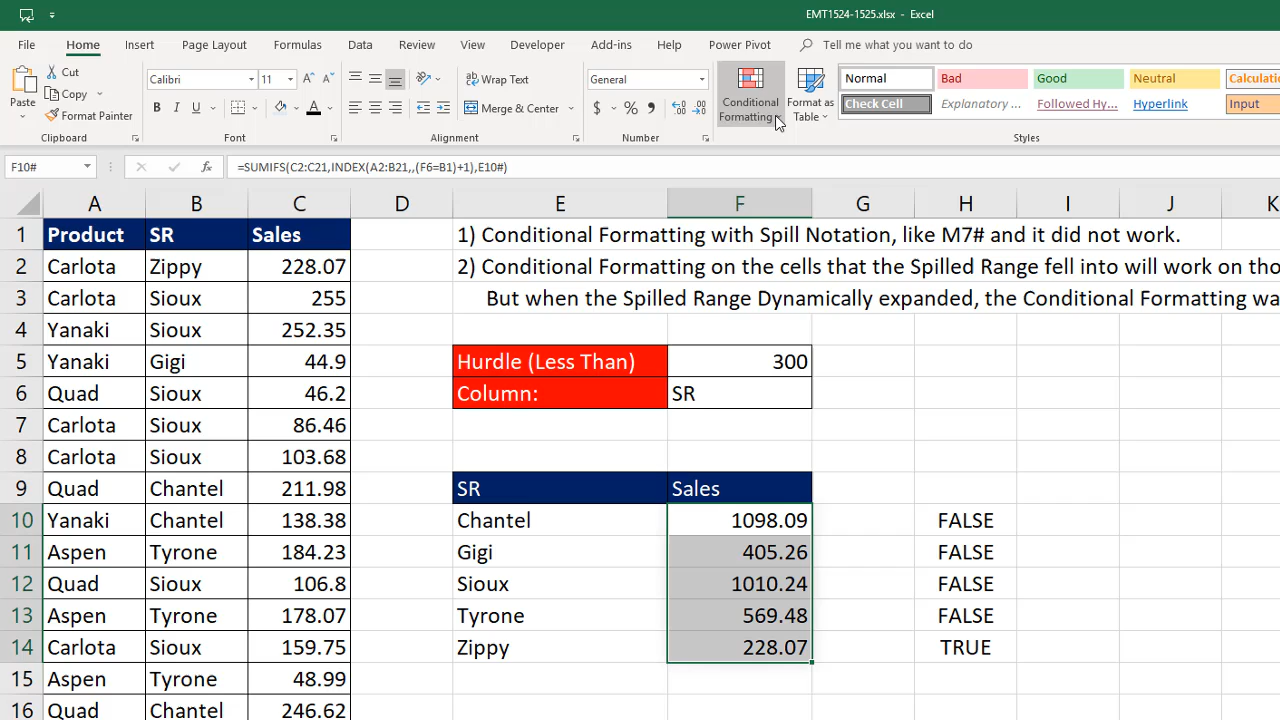 EMT1524-1525.xlsx - Excel
File Home Insert Page Layout Formulas Data Review View Developer Add-ins Help Power Pivot Tell me what you want to do
Paste
Cut
Copy
Format Painter
Clipboard
Calibri 11
B I U
Font
Wrap Text
Merge & Center
Alignment
General
$ % ,
Number
Conditional Formatting
Format as Table
Normal Bad Good Neutral
Check Cell Explanatory ... Followed Hy... Hyperlink Input
Styles
F10# fx =SUMIFS(C2:C21,INDEX(A2:B21,,(F6=B1)+1),E10#)
A B C D E F G H I J K
1 Product SR Sales 1) Conditional Formatting with Spill Notation, like M7# and it did not work.
2 Carlota Zippy 228.07 2) Conditional Formatting on the cells that the Spilled Range fell into will work on
3 Carlota Sioux 255 But when the Spilled Range Dynamically expanded, the Conditional Formatting
4 Yanaki Sioux 252.35
5 Yanaki Gigi 44.9 Hurdle (Less Than) 300
6 Quad Sioux 46.2 Column: SR
7 Carlota Sioux 86.46
8 Carlota Sioux 103.68
9 Quad Chantel 211.98 SR Sales
10 Yanaki Chantel 138.38 Chantel 1098.09 FALSE
11 Aspen Tyrone 184.23 Gigi 405.26 FALSE
12 Quad Sioux 106.8 Sioux 1010.24 FALSE
13 Aspen Tyrone 178.07 Tyrone 569.48 FALSE
14 Carlota Sioux 159.75 Zippy 228.07 TRUE
15 Aspen Tyrone 48.99
16 Quad Chantel 246.62